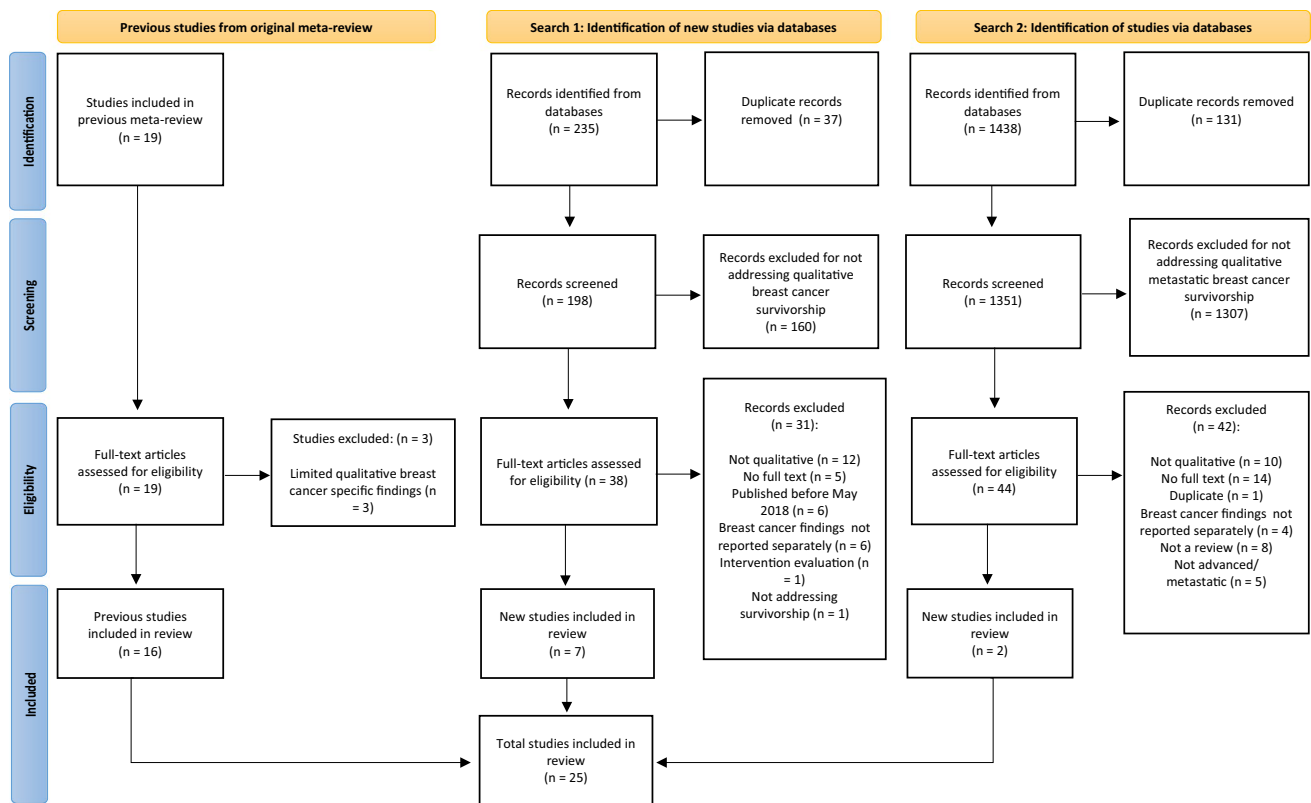 Previous studies from original meta-review
Search 1: Identification of new studies via databases
Search 2: Identification of studies via databases
Identification
Studies included in
previous meta-review
(n = 19)
Records identified from
databases
(n = 235)
Duplicate records
removed (n = 37)
Records identified from
databases
(n = 1438)
Duplicate records removed
(n = 131)
Screening
Records screened
(n = 198)
Records excluded for not
addressing qualitative
breast cancer
survivorship
(n = 160)
Records screened
(n = 1351)
Records excluded for not
addressing qualitative
metastatic breast cancer
survivorship
(n = 1307)
Eligibility
Full-text articles
assessed for eligibility
(n = 19)
Studies excluded: (n = 3)
Limited qualitative breast
cancer specific findings (n
= 3)
Full-text articles assessed
for eligibility (n = 38)
Records excluded
(n = 31):
Not qualitative (n = 12)
No full text (n = 5)
Published before May
2018 (n = 6)
Breast cancer findings not
reported separately (n = 6)
Intervention evaluation (n
= 1)
Not addressing
survivorship (n = 1)
Full-text articles
assessed for eligibility
(n = 44)
Records excluded
(n = 42):
Not qualitative (n = 10)
No full text (n = 14)
Duplicate (n = 1)
Breast cancer findings not
reported separately (n = 4)
Not a review (n = 8)
Not advanced/
metastatic (n = 5)
Included
Previous studies
included in review
(n = 16)
New studies included in
review
(n = 7)
New studies included in
review
(n = 2)
Total studies included in
review
(n = 25)